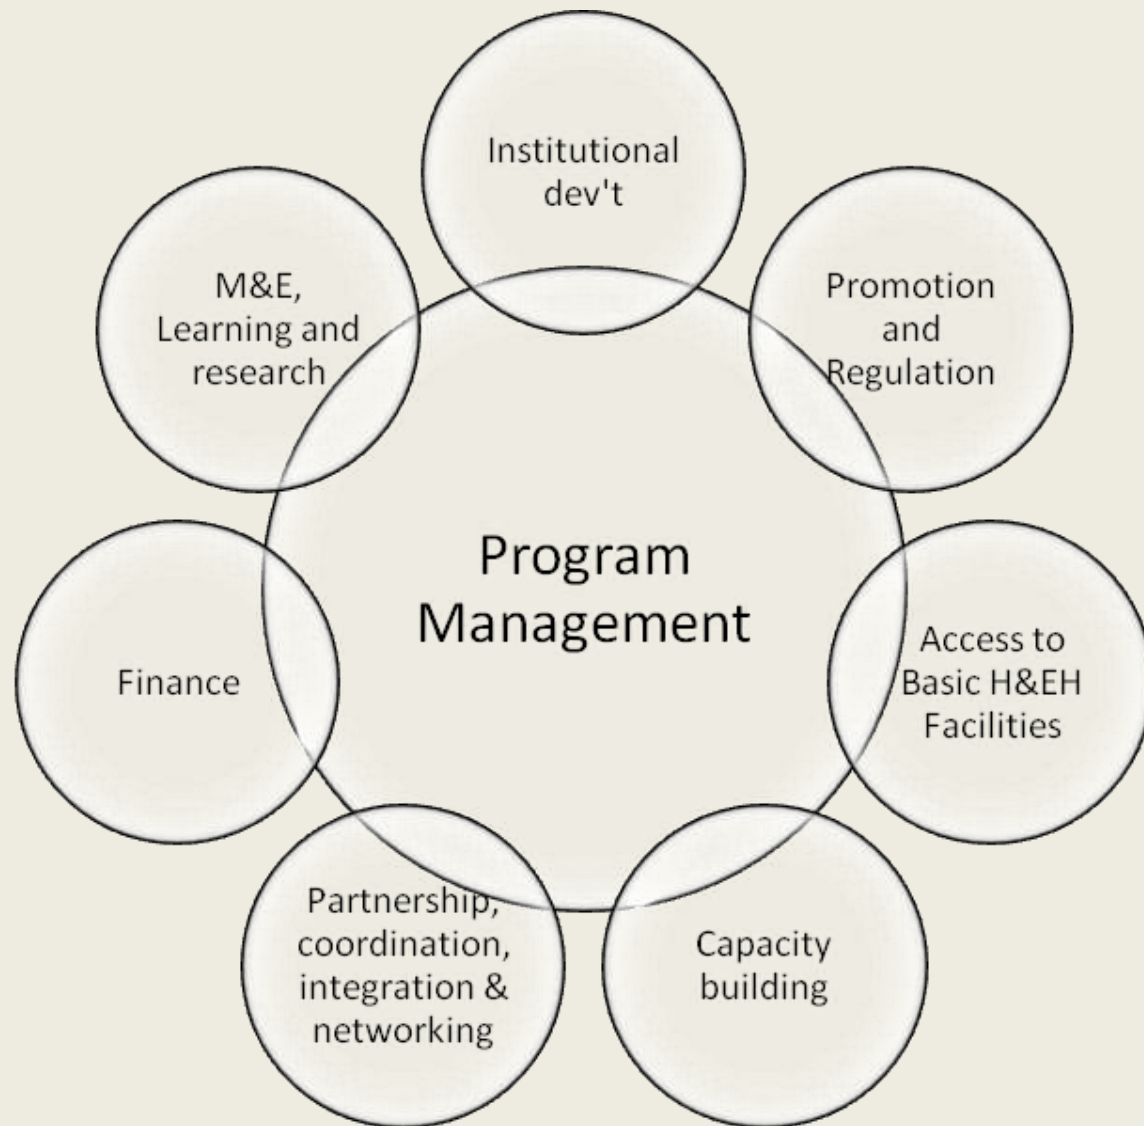 Institutional
dev't
Promotion
and
Regulation
Access to
Basic H&EH
Facilities
Capacity
building
Partnership,
coordination,
integration &
networking
Finance
M&E,
Learning and
research
Program
Management